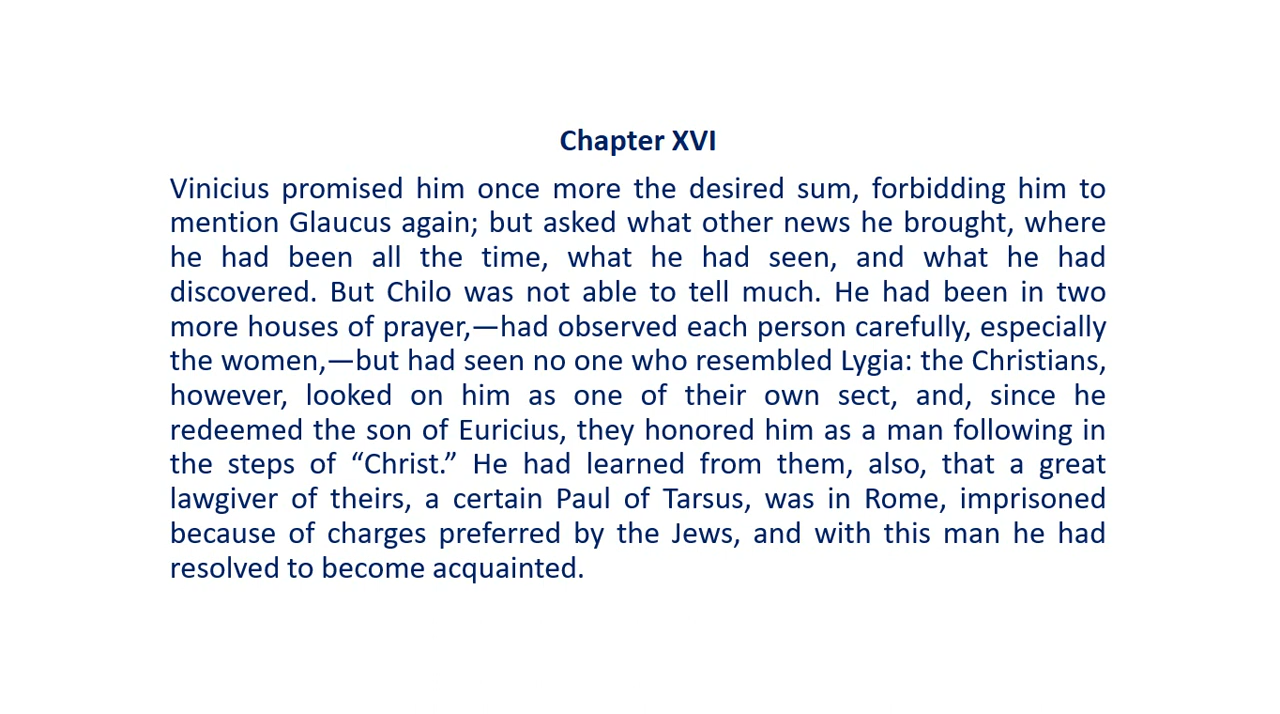 Chapter XVI
Vinicius promised him once more the desired sum, forbidding him to
mention Glaucus again; but asked what other news he brought, where
he had been all the time, what he had seen, and what he had
discovered. But Chilo was not able to tell much. He had been in two
more houses of prayer,—had observed each person carefully, especially
the women,—but had seen no one who resembled Lygia: the Christians,
however, looked on him as one of their own sect, and, since he
redeemed the son of Euricius, they honored him as a man following in
the steps of “Christ.” He had learned from them, also, that a great
lawgiver of theirs, a certain Paul of Tarsus, was in Rome, imprisoned
because of charges preferred by the Jews, and with this man he had
resolved to become acquainted.